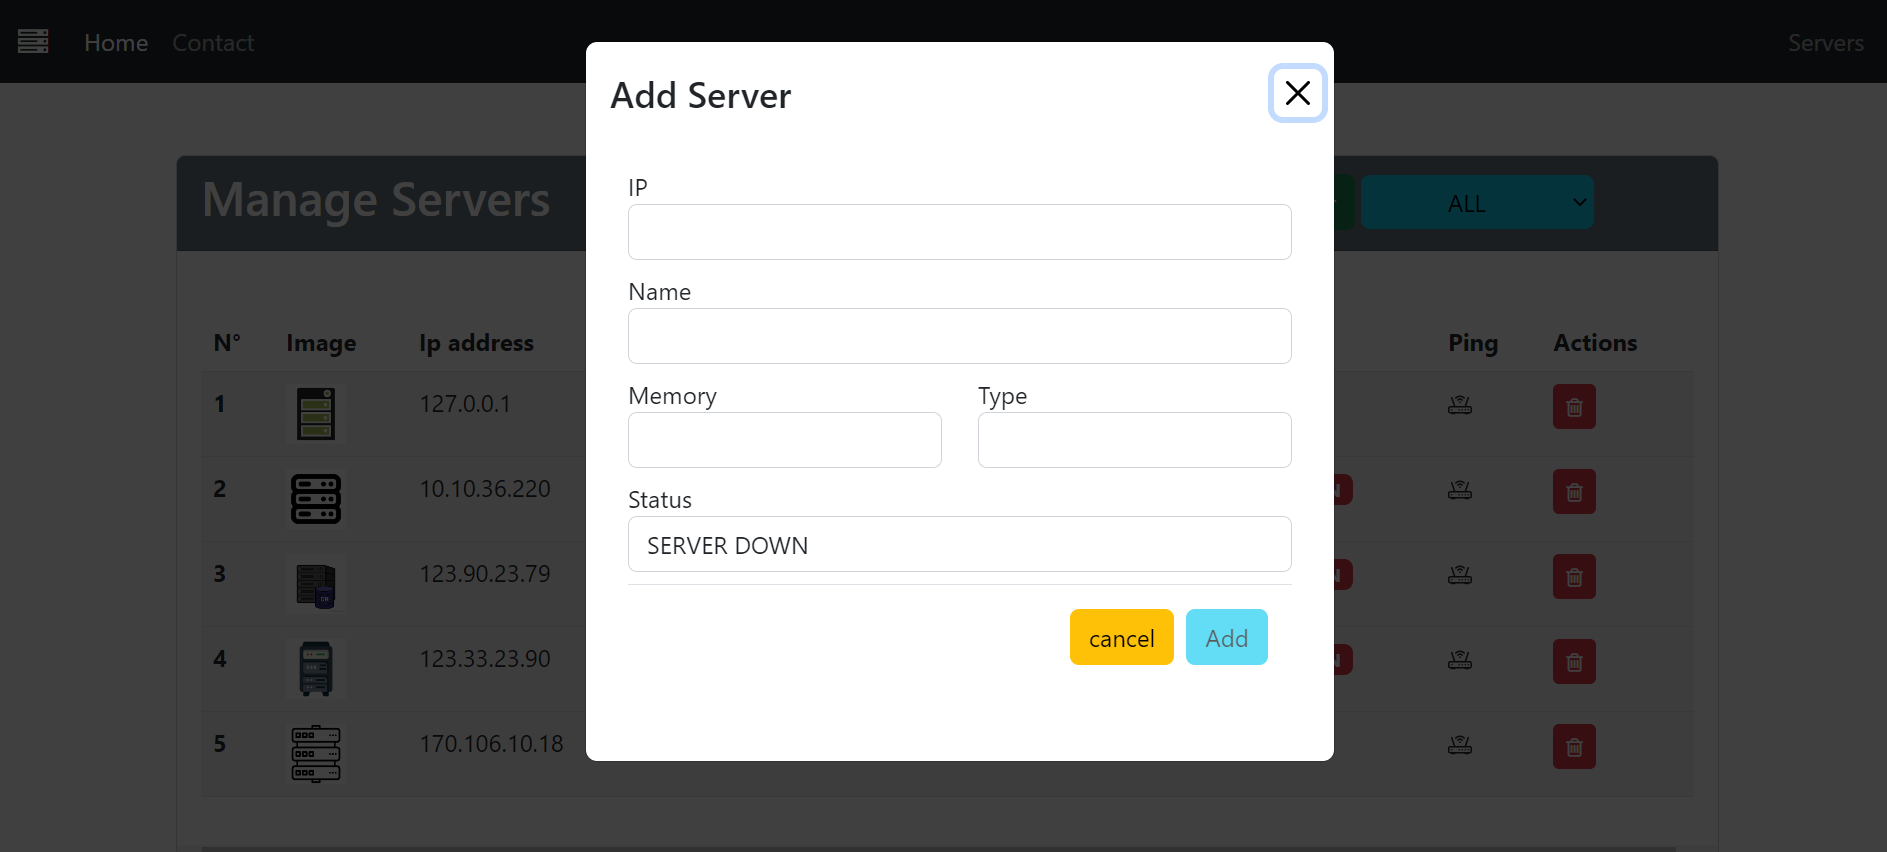 Home Contact Servers
Add Server
Manage Servers
ALL
IP
Name
Memory Type
Status
SERVER DOWN
cancel Add
N° Image Ip address Ping Actions
1 127.0.0.1
2 10.10.36.220
3 123.90.23.79
4 123.33.23.90
5 170.106.10.18